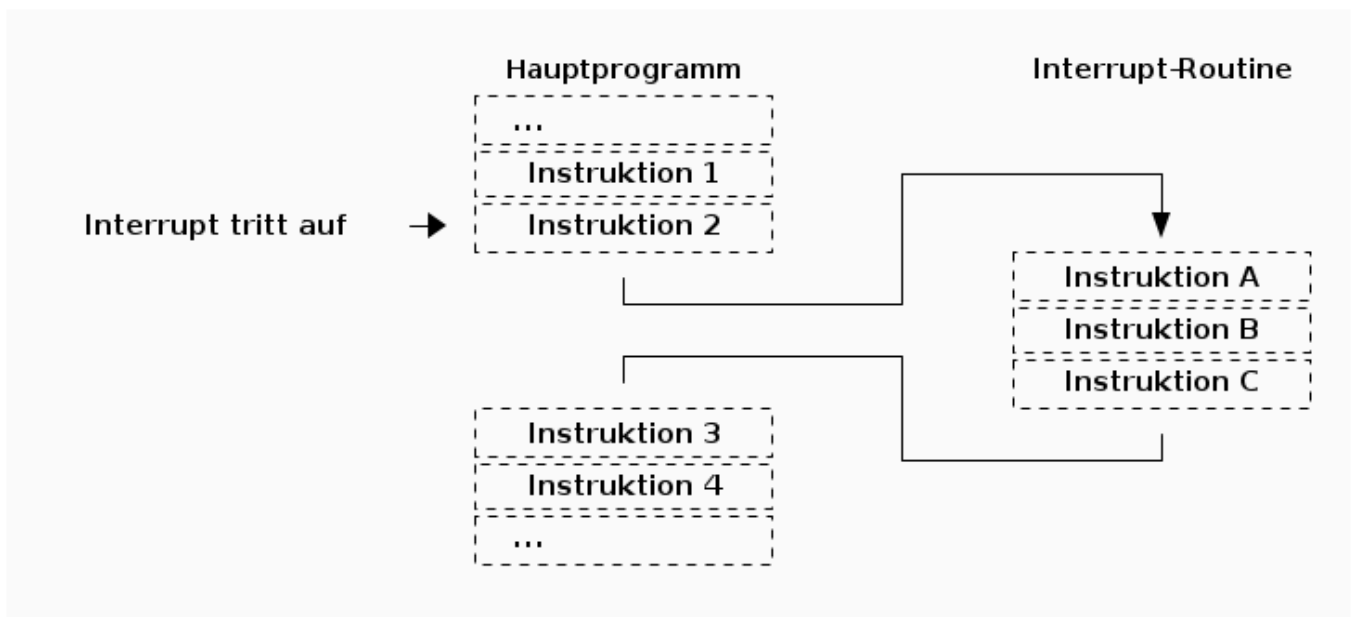 Hauptprogramm
Interrupt-Routine
...
Instruktion 1
Interrupt tritt auf
Instruktion 2
Instruktion A
Instruktion B
Instruktion C
Instruktion 3
Instruktion 4
...